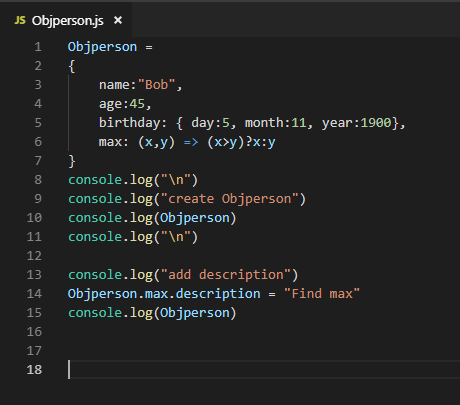 JS Objperson.js ×
1 Objperson =
2 {
3     name:"Bob",
4     age:45,
5     birthday: { day:5, month:11, year:1900},
6     max: (x,y) => (x>y)?x:y
7 }
8 console.log("\n")
9 console.log("create Objperson")
10 console.log(Objperson)
11 console.log("\n")
12
13 console.log("add description")
14 Objperson.max.description = "Find max"
15 console.log(Objperson)
16
17
18